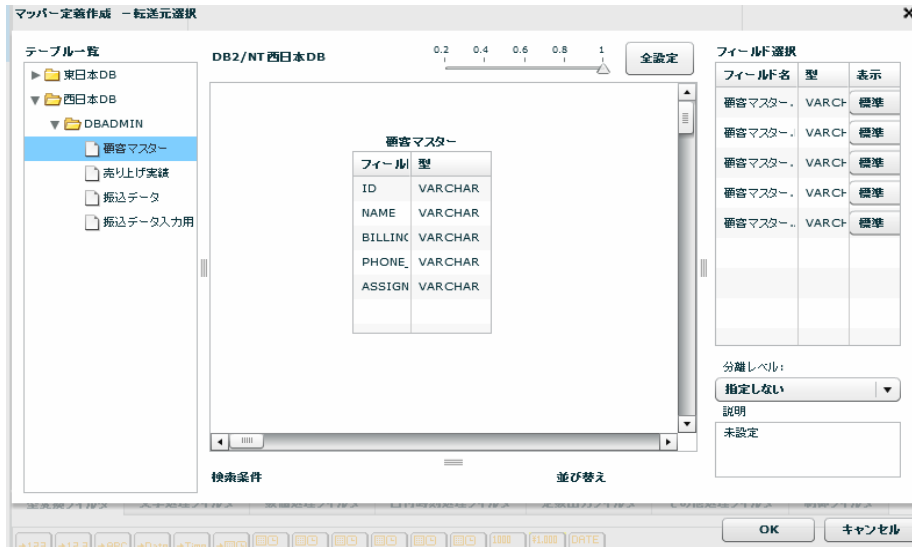 マッパー定義作成 －転送元選択
テーブル一覧
東日本DB
西日本DB
DBADMIN
顧客マスター
売り上げ実績
振込データ
振込データ入力用
DB2/NT西日本DB
0.2 0.4 0.6 0.8 1
全設定
顧客マスター
フィール 型
ID VARCHAR
NAME VARCHAR
BILLING VARCHAR
PHONE_ VARCHAR
ASSIGN VARCHAR
検索条件
並び替え
フィールド選択
フィールド名 型 表示
顧客マスター. VARCH 標準
顧客マスター. VARCH 標準
顧客マスター. VARCH 標準
顧客マスター. VARCH 標準
顧客マスター.. VARCH 標準
分離レベル:
指定しない
説明
未設定
OK
キャンセル
DATE